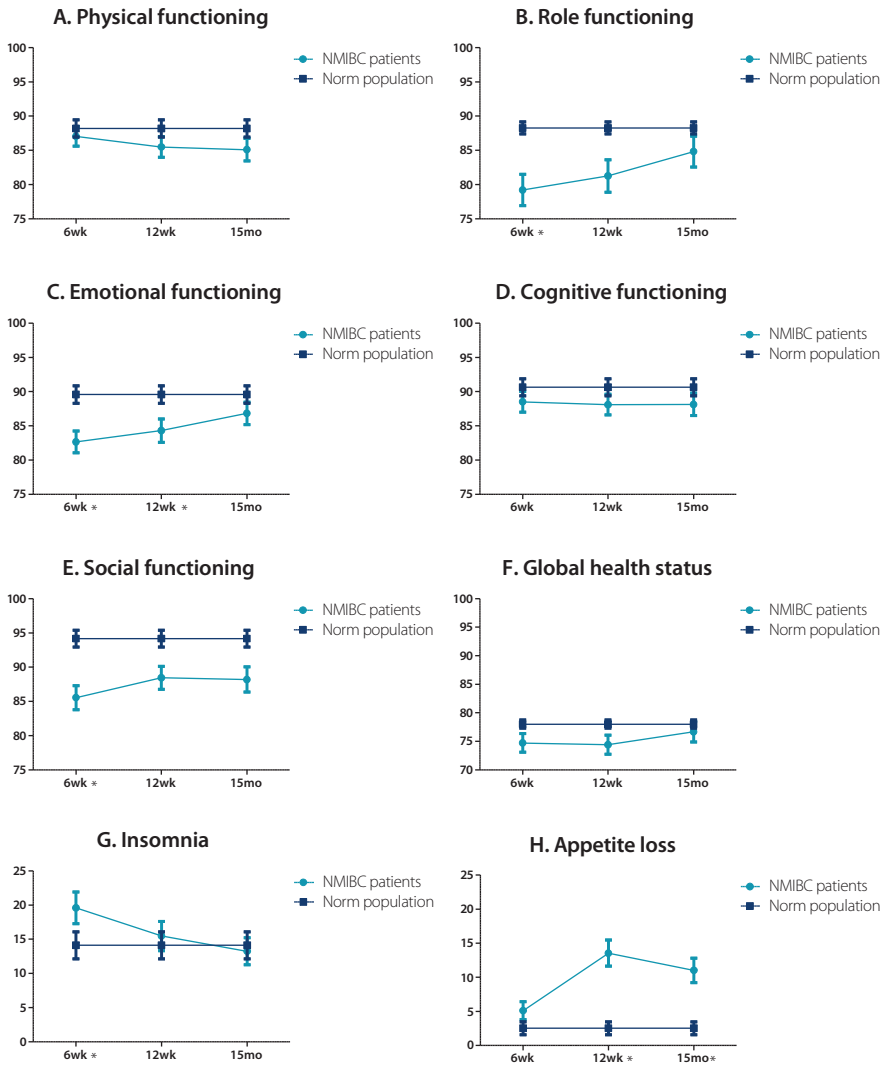 A. Physical functioning
100
95
90
85
80
75
6wk
12wk
15mo
NMIBC patients
Norm population
B. Role functioning
100
95
90
85
80
75
6wk *
12wk
15mo
NMIBC patients
Norm population
C. Emotional functioning
100
95
90
85
80
75
6wk *
12wk *
15mo
NMIBC patients
Norm population
D. Cognitive functioning
100
95
90
85
80
75
6wk
12wk
15mo
NMIBC patients
Norm population
E. Social functioning
100
95
90
85
80
75
6wk *
12wk
15mo
NMIBC patients
Norm population
F. Global health status
100
95
90
85
80
75
70
6wk
12wk
15mo
NMIBC patients
Norm population
G. Insomnia
25
20
15
10
5
0
6wk *
12wk
15mo
NMIBC patients
Norm population
H. Appetite loss
25
20
15
10
5
0
6wk
12wk *
15mo*
NMIBC patients
Norm population